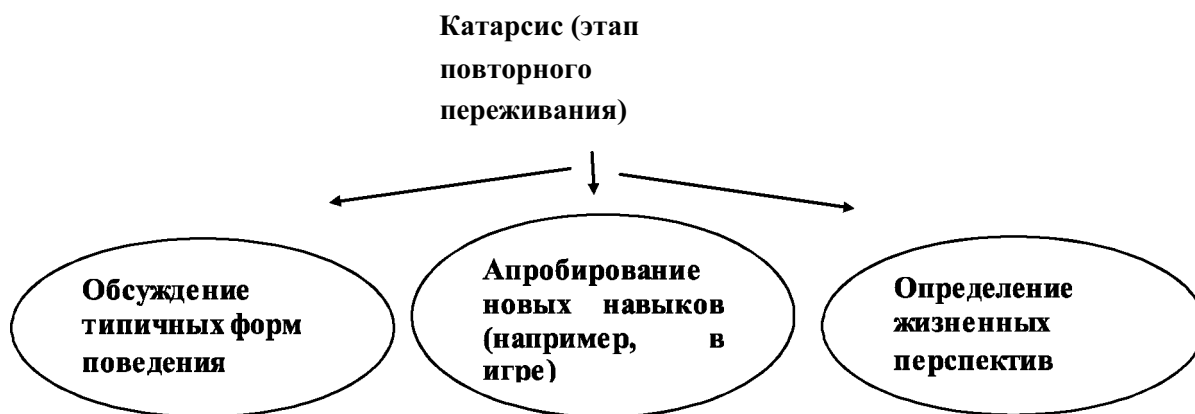 Катарсис (этап
повторного
переживания)
Обсуждение
типичных форм
поведения
Апробирование
новых навыков
(например, в
игре)
Определение
жизненных
перспектив